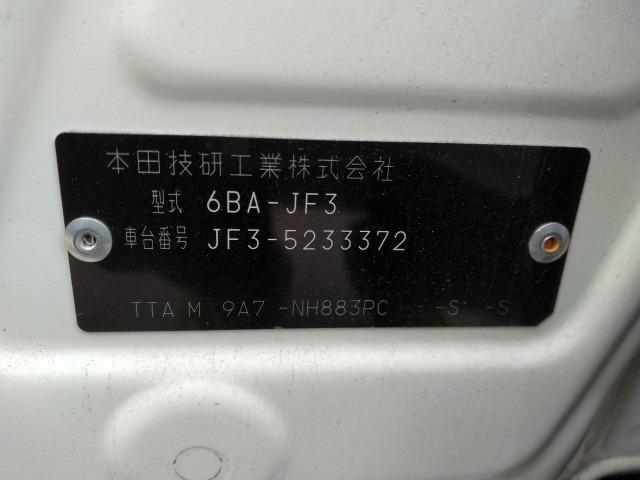 本田技研工業株式会社
型式 6BA-JF3
車台番号 JF3-5233372
TTA M 9A7 -NH883PC -S -S